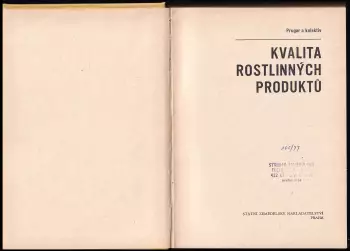 Prugar a kolektiv
KVALITA
ROSTLINNÝCH
PRODUKTŮ
STÁTNÍ ZEMĚDĚLSKÉ NAKLADATELSTVÍ
PRAHA